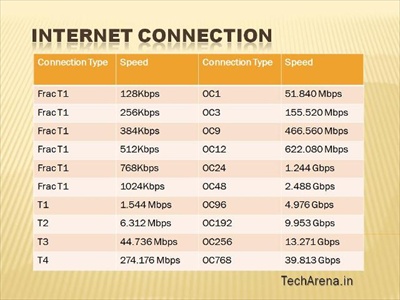 INTERNET CONNECTION
Connection Type Speed Connection Type Speed
Frac T1 128Kbps OC1 51.840 Mbps
Frac T1 256Kbps OC3 155.520 Mbps
Frac T1 384Kbps OC9 466.560 Mbps
Frac T1 512Kbps OC12 622.080 Mbps
Frac T1 768Kbps OC24 1.244 Gbps
Frac T1 1024Kbps OC48 2.488 Gbps
T1 1.544 Mbps OC96 4.976 Gbps
T2 6.312 Mbps OC192 9.953 Gbps
T3 44.736 Mbps OC256 13.271 Gbps
T4 274.176 Mbps OC768 39.813 Gbps
TechArena.in